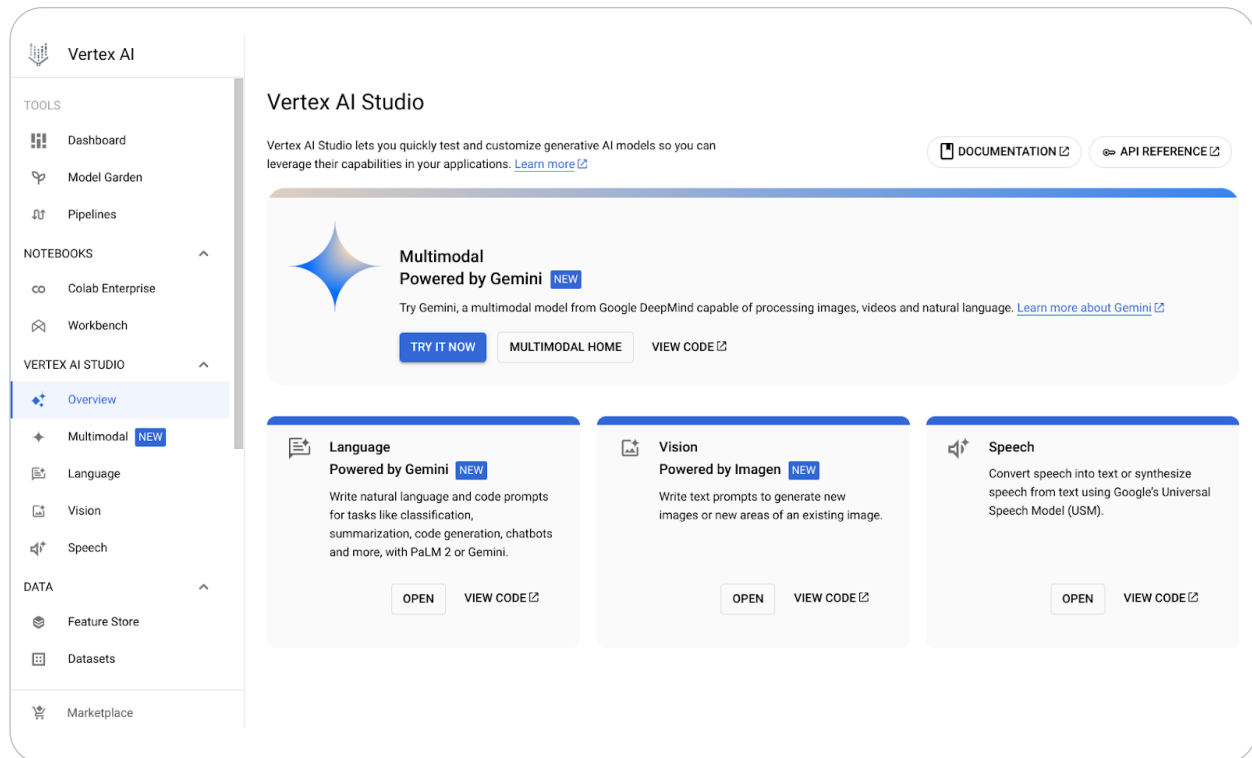 Vertex AI
TOOLS
Dashboard
Model Garden
Pipelines
NOTEBOOKS
Colab Enterprise
Workbench
VERTEX AI STUDIO
Overview
Multimodal NEW
Language
Vision
Speech
DATA
Feature Store
Datasets
Marketplace
Vertex AI Studio
Vertex AI Studio lets you quickly test and customize generative AI models so you can
leverage their capabilities in your applications. Learn more
DOCUMENTATION
API REFERENCE
Multimodal
Powered by Gemini NEW
Try Gemini, a multimodal model from Google DeepMind capable of processing images, videos and natural language. Learn more about Gemini
TRY IT NOW MULTIMODAL HOME VIEW CODE
Language
Powered by Gemini NEW
Write natural language and code prompts
for tasks like classification,
summarization, code generation, chatbots
and more, with PaLM 2 or Gemini.
OPEN VIEW CODE
Vision
Powered by Imagen NEW
Write text prompts to generate new
images or new areas of an existing image.
OPEN VIEW CODE
Speech
Convert speech into text or synthesize
speech from text using Google's Universal
Speech Model (USM).
OPEN VIEW CODE